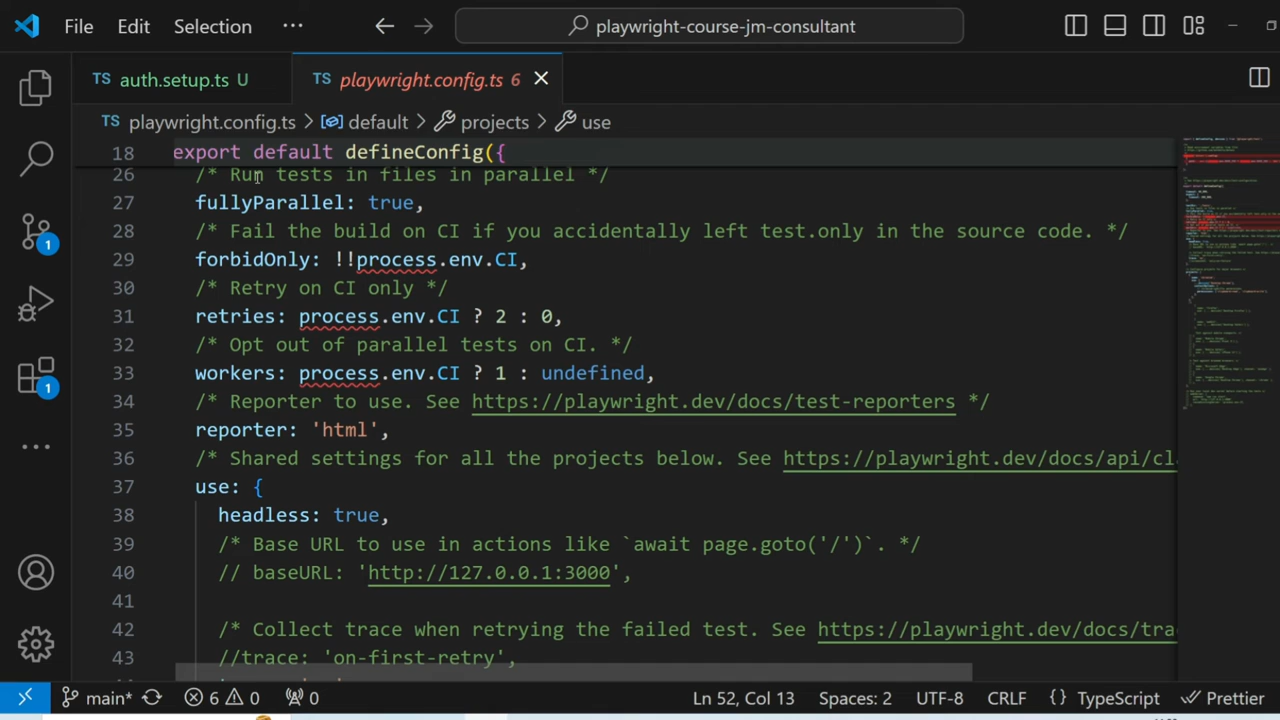 File Edit Selection ··· playwright-course-jm-consultant
TS auth.setup.ts U TS playwright.config.ts 6
TS playwright.config.ts > default > projects > use
18 export default defineConfig({
26 /* Run tests in files in parallel */
27 fullyParallel: true,
28 /* Fail the build on CI if you accidentally left test.only in the source code. */
29 forbidOnly: !!process.env.CI,
30 /* Retry on CI only */
31 retries: process.env.CI ? 2 : 0,
32 /* Opt out of parallel tests on CI. */
33 workers: process.env.CI ? 1 : undefined,
34 /* Reporter to use. See https://playwright.dev/docs/test-reporters */
35 reporter: 'html',
36 /* Shared settings for all the projects below. See https://playwright.dev/docs/api/cl
37 use: {
38 headless: true,
39 /* Base URL to use in actions like `await page.goto('/')`. */
40 // baseURL: 'http://127.0.0.1:3000',
41
42 /* Collect trace when retrying the failed test. See https://playwright.dev/docs/tra
43 //trace: 'on-first-retry',
1
1
main* 6 0 0 Ln 52, Col 13 Spaces: 2 UTF-8 CRLF {} TypeScript Prettier